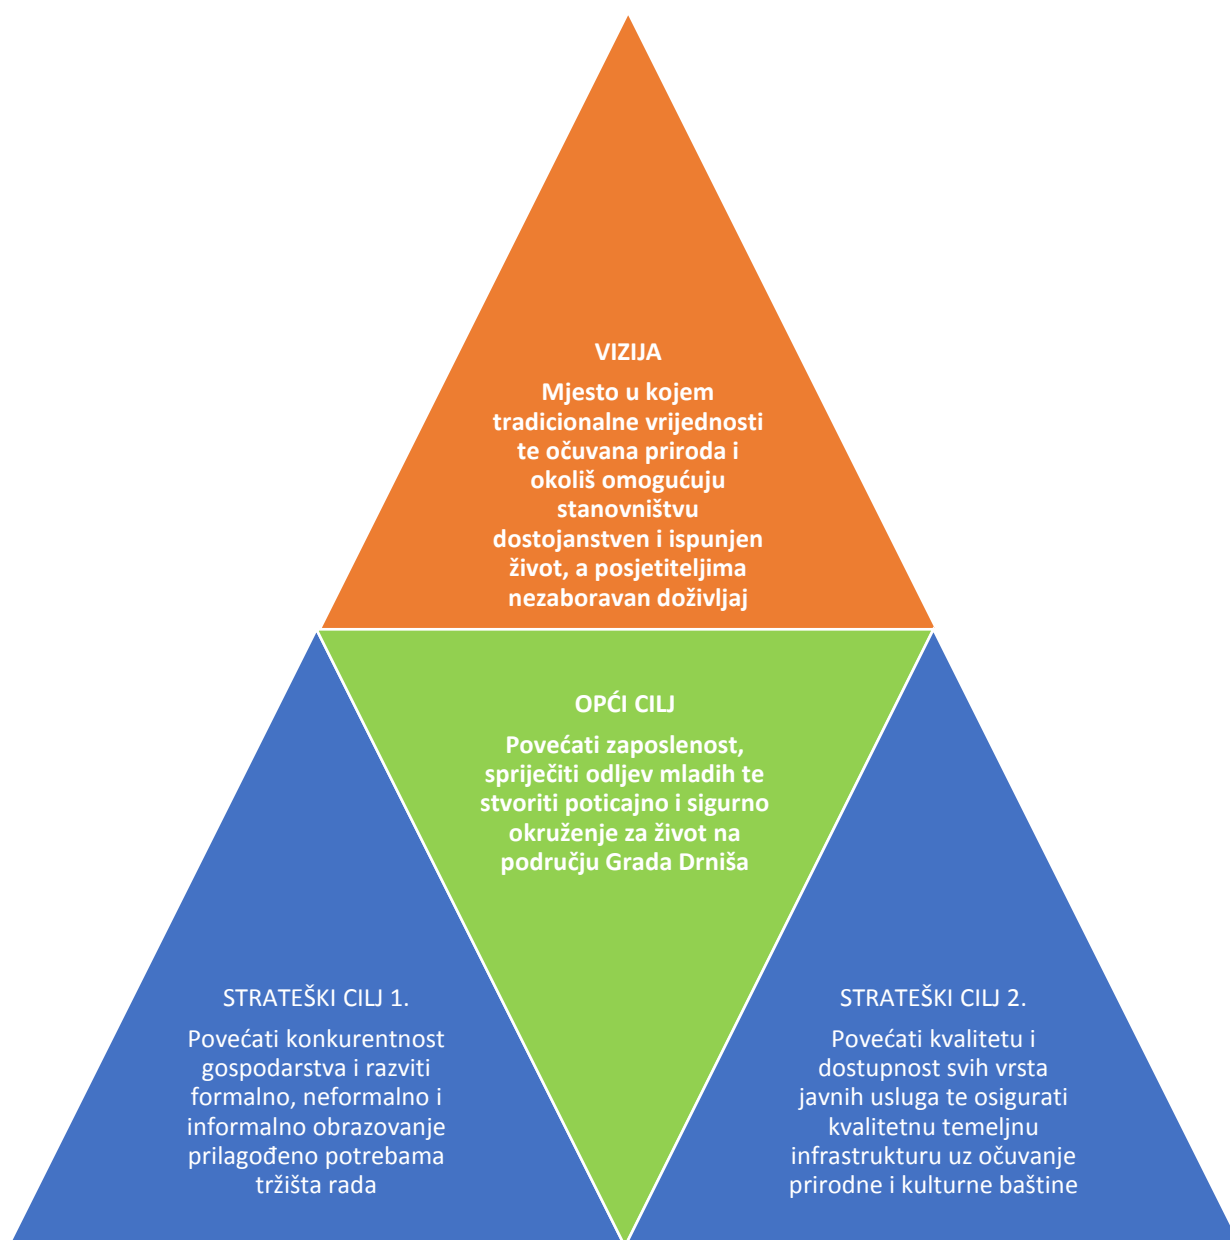 VIZIJA
Mjesto u kojem
tradicionalne vrijednosti
te očuvana priroda i
okoliš omogućuju
stanovništvu
dostojanstven i ispunjen
život, a posjetiteljima
nezaboravan doživljaj
OPĆI CILJ
Povećati zaposlenost,
spriječiti odljev mladih te
stvoriti poticajno i sigurno
okruženje za život na
području Grada Drniša
STRATEŠKI CILJ 1.
Povećati konkurentnost
gospodarstva i razviti
formalno, neformalno i
informalno obrazovanje
prilagođeno potrebama
tržišta rada
STRATEŠKI CILJ 2.
Povećati kvalitetu i
dostupnost svih vrsta
javnih usluga te osigurati
kvalitetnu temeljnu
infrastrukturu uz očuvanje
prirodne i kulturne baštine